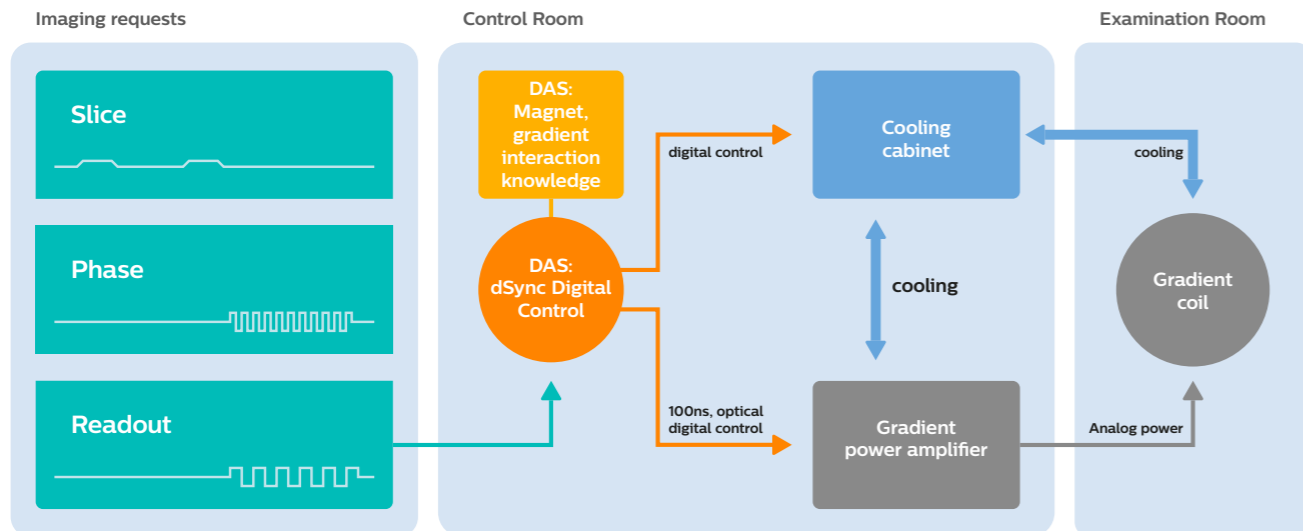 Imaging requests
Control Room
Examination Room
Slice
Phase
Readout
DAS:
Magnet,
gradient
interaction
knowledge
DAS:
dSync Digital
Control
digital control
100ns, optical
digital control
Cooling
cabinet
cooling
Gradient
power amplifier
cooling
Gradient
coil
Analog power